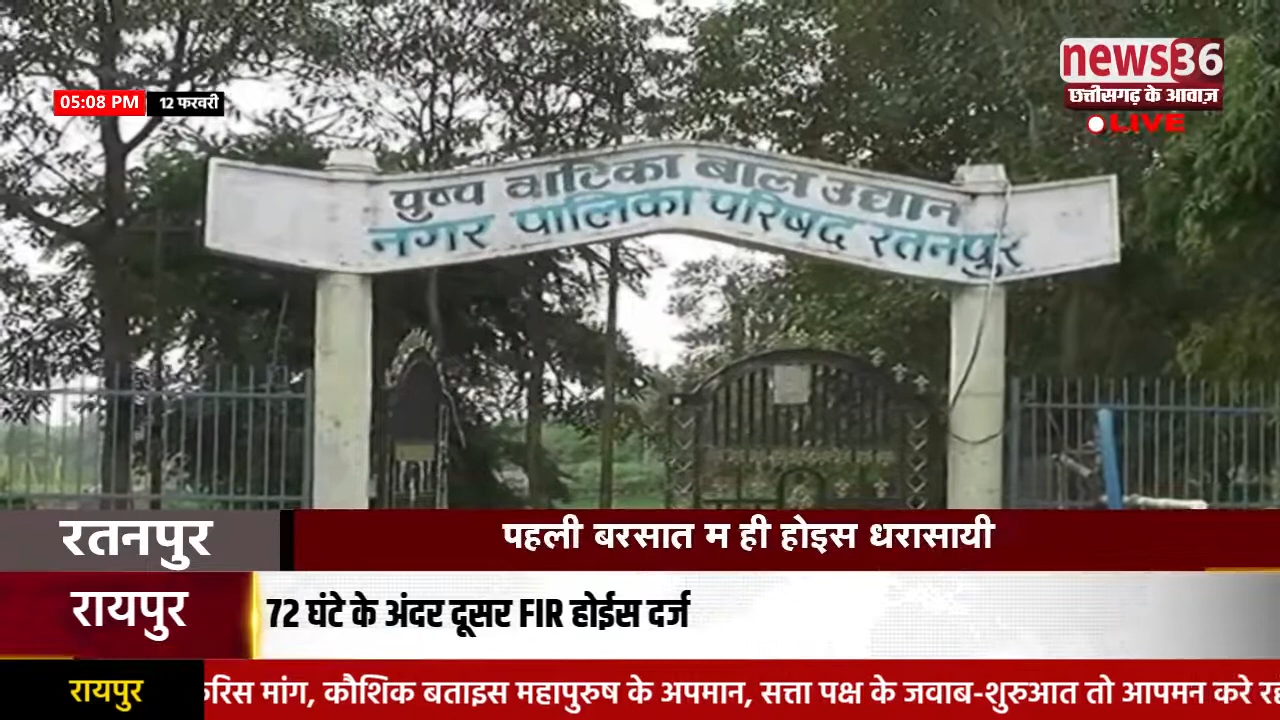 05:08 PM 12 फरवरी
news36
छत्तीसगढ़ के आवाज़
LIVE
पुष्प वाटिका बाल उद्यान
नगर पालिका परिषद रतनपुर
रतनपुर पहली बरसात म ही होइस धरासायी
रायपुर 72 घंटे के अंदर दूसर FIR होईस दर्ज
रायपुर करिस मांग, कौशिक बताइस महापुरुष के अपमान, सत्ता पक्ष के जवाब-शुरुआत तो आपमन करे